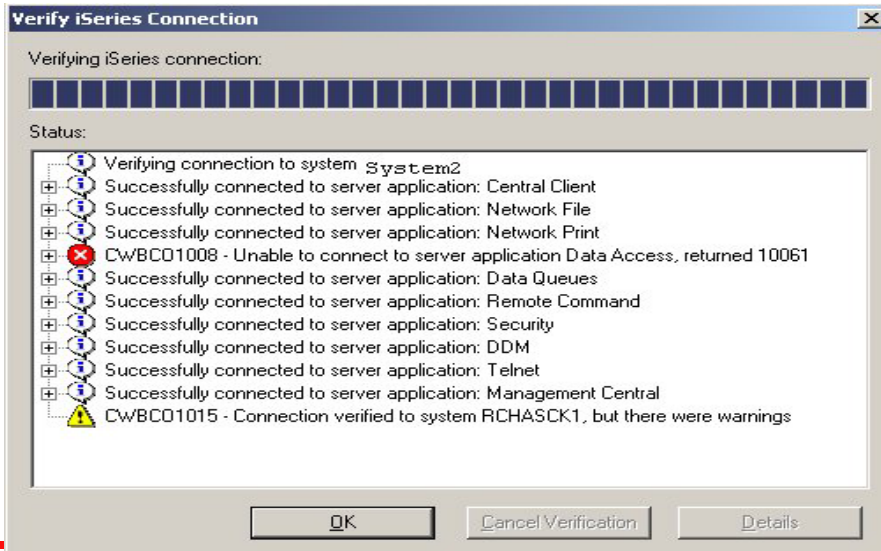 Verify iSeries Connection
Verifying iSeries connection:
Status:
Verifying connection to system System2
Successfully connected to server application: Central Client
Successfully connected to server application: Network File
Successfully connected to server application: Network Print
CWBCO1008 - Unable to connect to server application Data Access, returned 10061
Successfully connected to server application: Data Queues
Successfully connected to server application: Remote Command
Successfully connected to server application: Security
Successfully connected to server application: DDM
Successfully connected to server application: Telnet
Successfully connected to server application: Management Central
CWBCO1015 - Connection verified to system RCHASCK1, but there were warnings
OK
Cancel Verification
Details